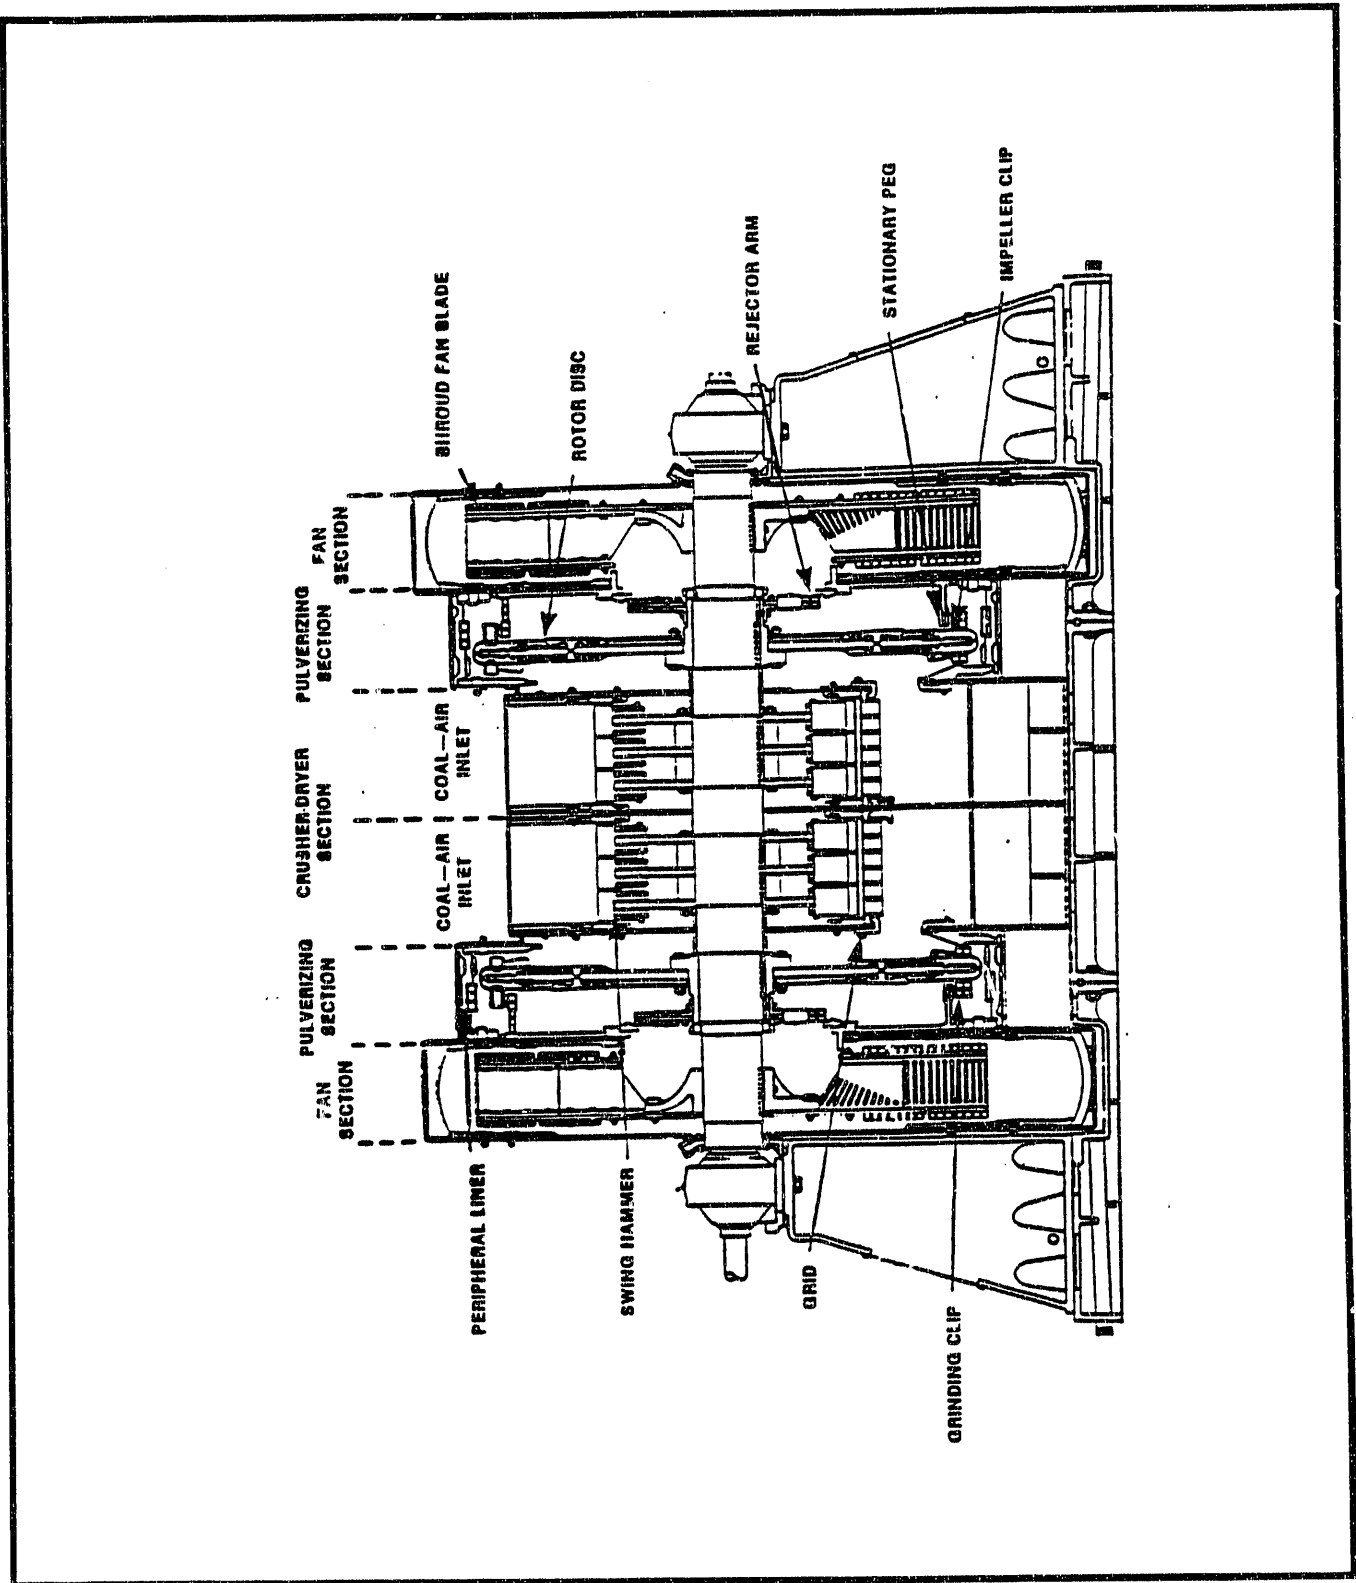 FAN
SECTION
PULVERIZING
SECTION
CRUSHER-DRYER
SECTION
PULVERIZING
SECTION
FAN
SECTION
COAL—AIR
INLET
COAL—AIR
INLET
SHROUD FAN BLADE
PERIPHERAL LINER
ROTOR DISC
SWING HAMMER
REJECTOR ARM
GRID
STATIONARY PEG
GRINDING CLIP
IMPELLER CLIP